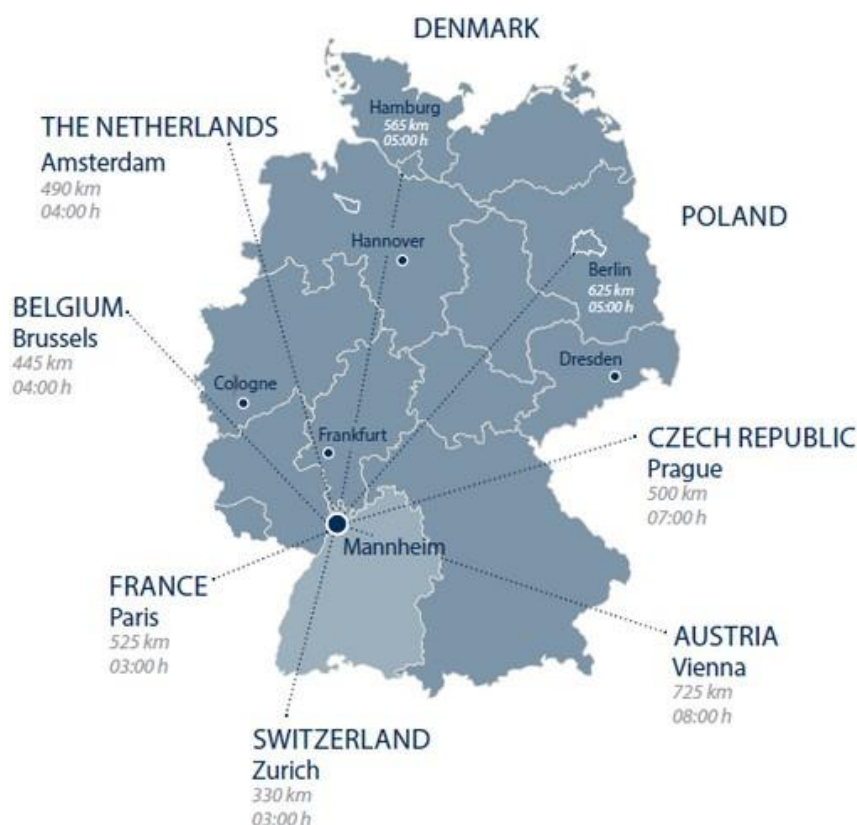 DENMARK
Hamburg
565 km
05:00 h
THE NETHERLANDS
Amsterdam
490 km
04:00 h
POLAND
Hannover
Berlin
625 km
05:00 h
BELGIUM
Brussels
445 km
04:00 h
Dresden
Cologne
Frankfurt
CZECH REPUBLIC
Prague
500 km
07:00 h
Mannheim
FRANCE
Paris
525 km
03:00 h
AUSTRIA
Vienna
725 km
08:00 h
SWITZERLAND
Zurich
330 km
03:00 h